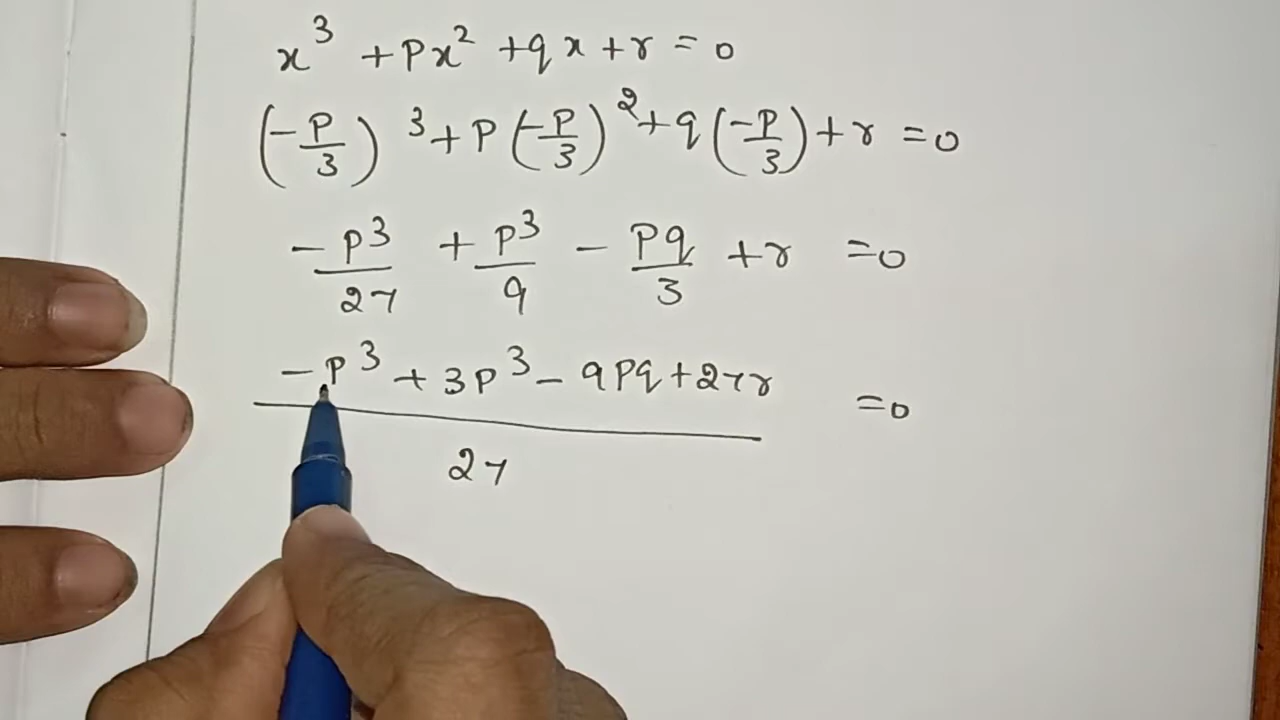 x³ + px² + qx + r = 0
(-p/3)³ + p(-p/3)² + q(-p/3) + r = 0
-p³/27 + p³/9 - pq/3 + r = 0
(-p³ + 3p³ - 9pq + 27r)/27 = 0